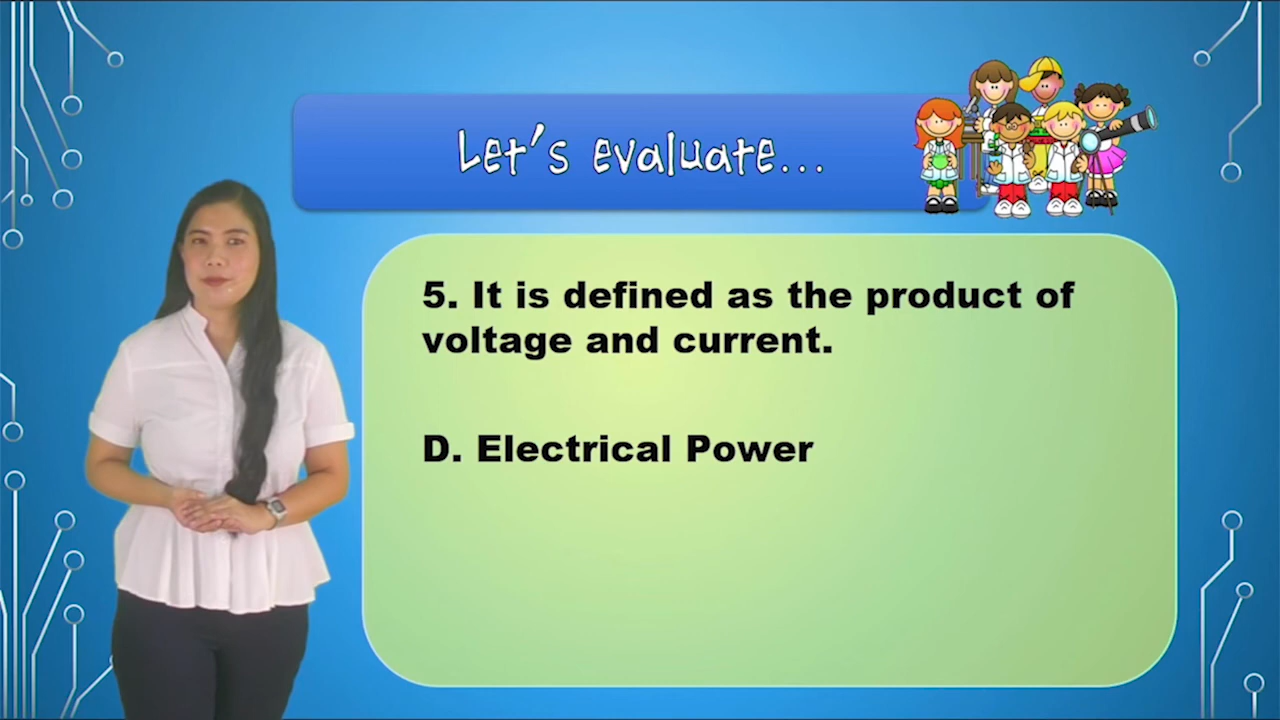 Let's evaluate...
5. It is defined as the product of
voltage and current.
D. Electrical Power